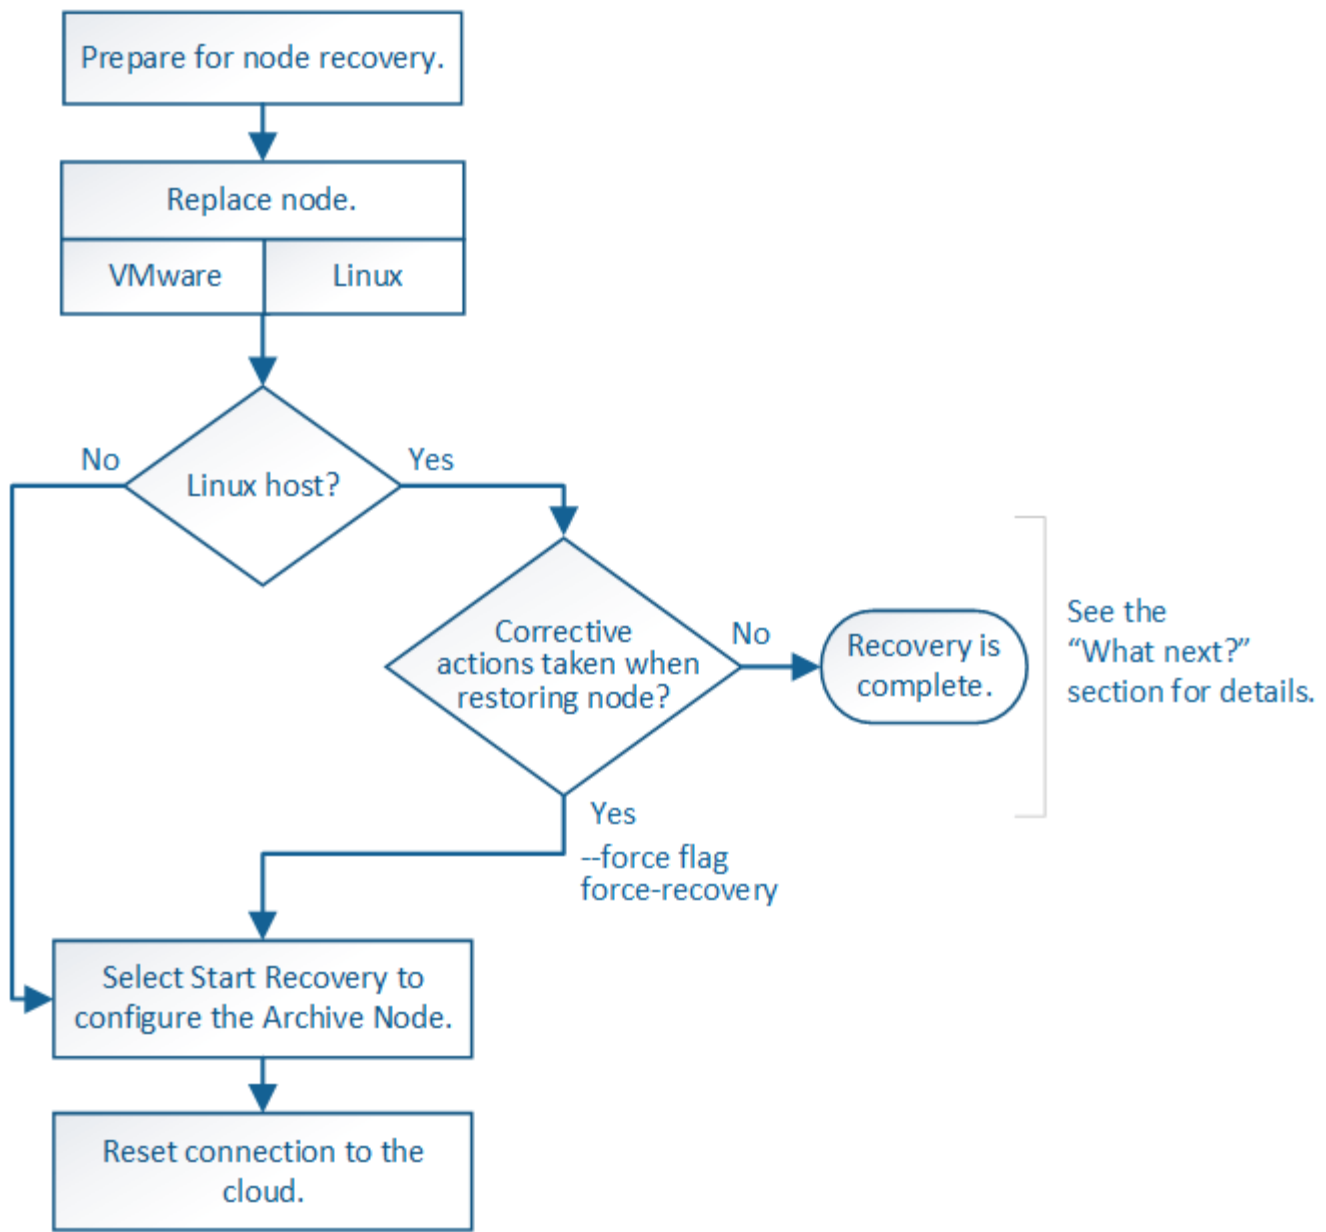 Prepare for node recovery.
Replace node.
VMware
Linux
No
Yes
Linux host?
Corrective
actions taken when
restoring node?
No
Recovery is
complete.
See the
“What next?”
section for details.
Yes
--force flag
force-recovery
Select Start Recovery to
configure the Archive Node.
Reset connection to the
cloud.